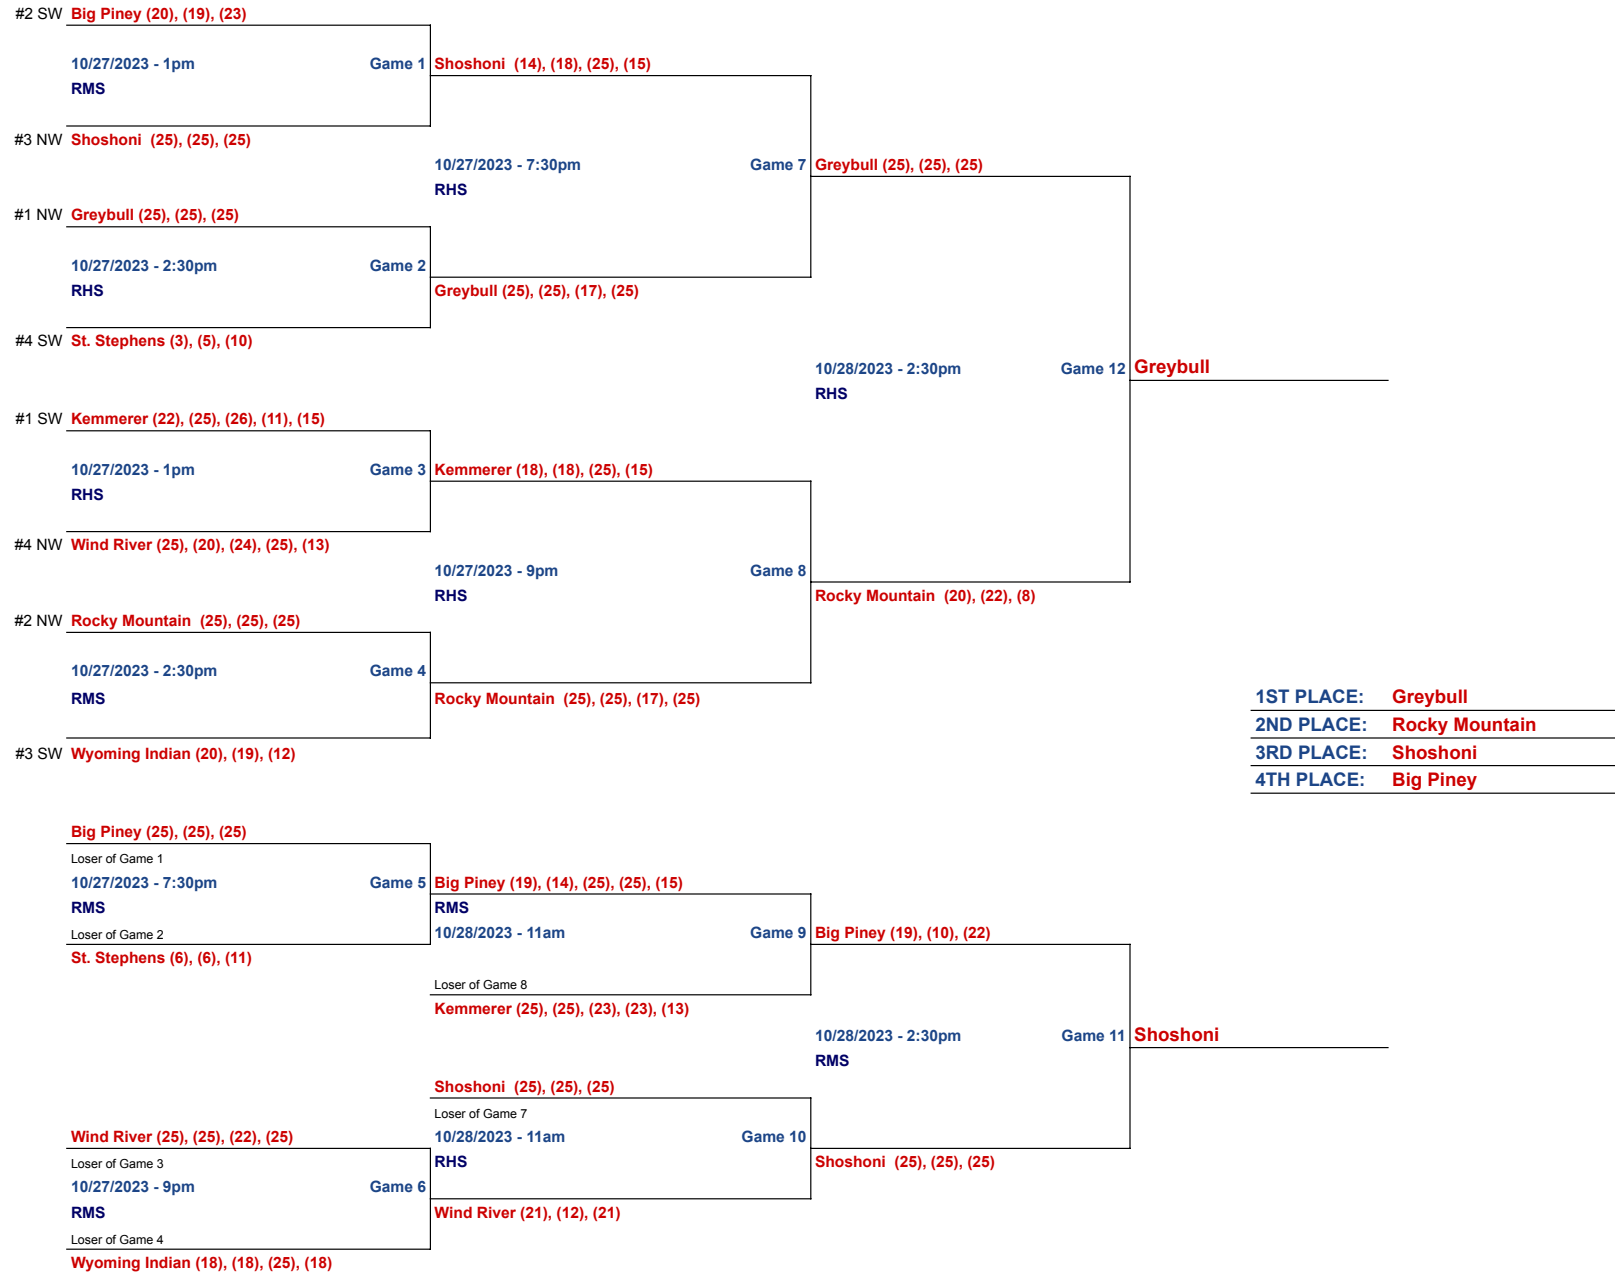 #2 SW Big Piney (20), (19), (23)
10/27/2023 - 1pm Game 1 Shoshoni (14), (18), (25), (15)
RMS
#3 NW Shoshoni (25), (25), (25)
10/27/2023 - 7:30pm Game 7 Greybull (25), (25), (25)
RHS
#1 NW Greybull (25), (25), (25)
10/27/2023 - 2:30pm Game 2
RHS Greybull (25), (25), (17), (25)
#4 SW St. Stephens (3), (5), (10)
10/28/2023 - 2:30pm Game 12 Greybull
RHS
#1 SW Kemmerer (22), (25), (26), (11), (15)
10/27/2023 - 1pm Game 3 Kemmerer (18), (18), (25), (15)
RHS
#4 NW Wind River (25), (20), (24), (25), (13)
10/27/2023 - 9pm Game 8
RHS Rocky Mountain (20), (22), (8)
#2 NW Rocky Mountain (25), (25), (25)
10/27/2023 - 2:30pm Game 4
RMS Rocky Mountain (25), (25), (17), (25)
#3 SW Wyoming Indian (20), (19), (12)
1ST PLACE: Greybull
2ND PLACE: Rocky Mountain
3RD PLACE: Shoshoni
4TH PLACE: Big Piney
Big Piney (25), (25), (25)
Loser of Game 1
10/27/2023 - 7:30pm Game 5 Big Piney (19), (14), (25), (25), (15)
RMS RMS
Loser of Game 2 10/28/2023 - 11am Game 9 Big Piney (19), (10), (22)
St. Stephens (6), (6), (11)
Loser of Game 8
Kemmerer (25), (25), (23), (23), (13)
10/28/2023 - 2:30pm Game 11 Shoshoni
RMS
Shoshoni (25), (25), (25)
Loser of Game 7
Wind River (25), (25), (22), (25) 10/28/2023 - 11am Game 10
Loser of Game 3 RHS Shoshoni (25), (25), (25)
10/27/2023 - 9pm Game 6
RMS Wind River (21), (12), (21)
Loser of Game 4
Wyoming Indian (18), (18), (25), (18)